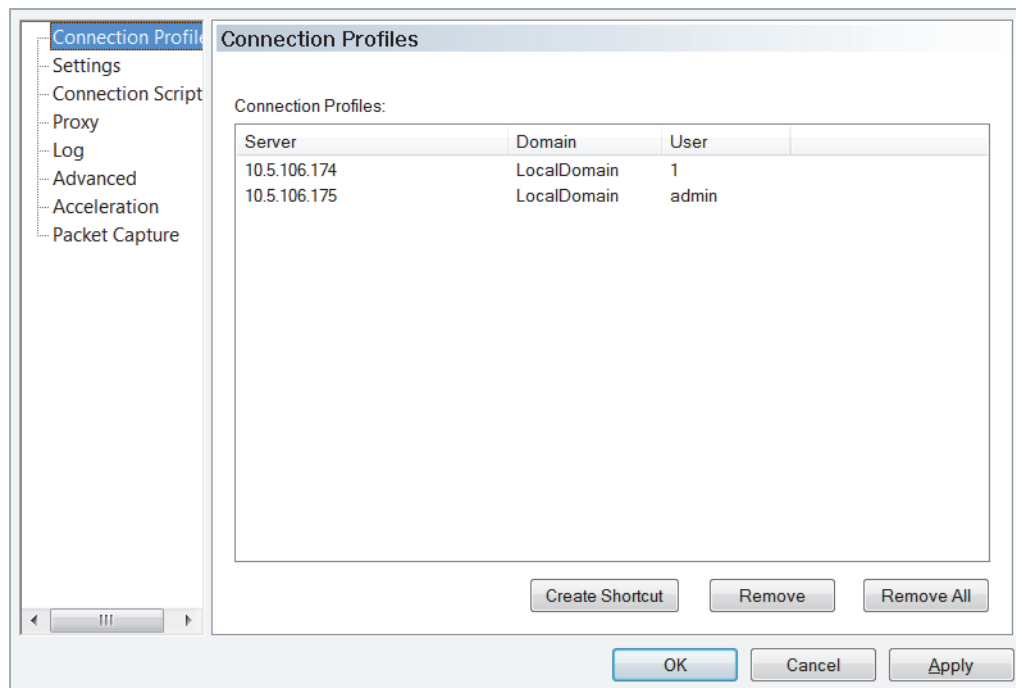 Connection Profile
Settings
Connection Script
Proxy
Log
Advanced
Acceleration
Packet Capture
Connection Profiles
Connection Profiles:
Server Domain User
10.5.106.174 LocalDomain 1
10.5.106.175 LocalDomain admin
Create Shortcut Remove Remove All
OK Cancel Apply